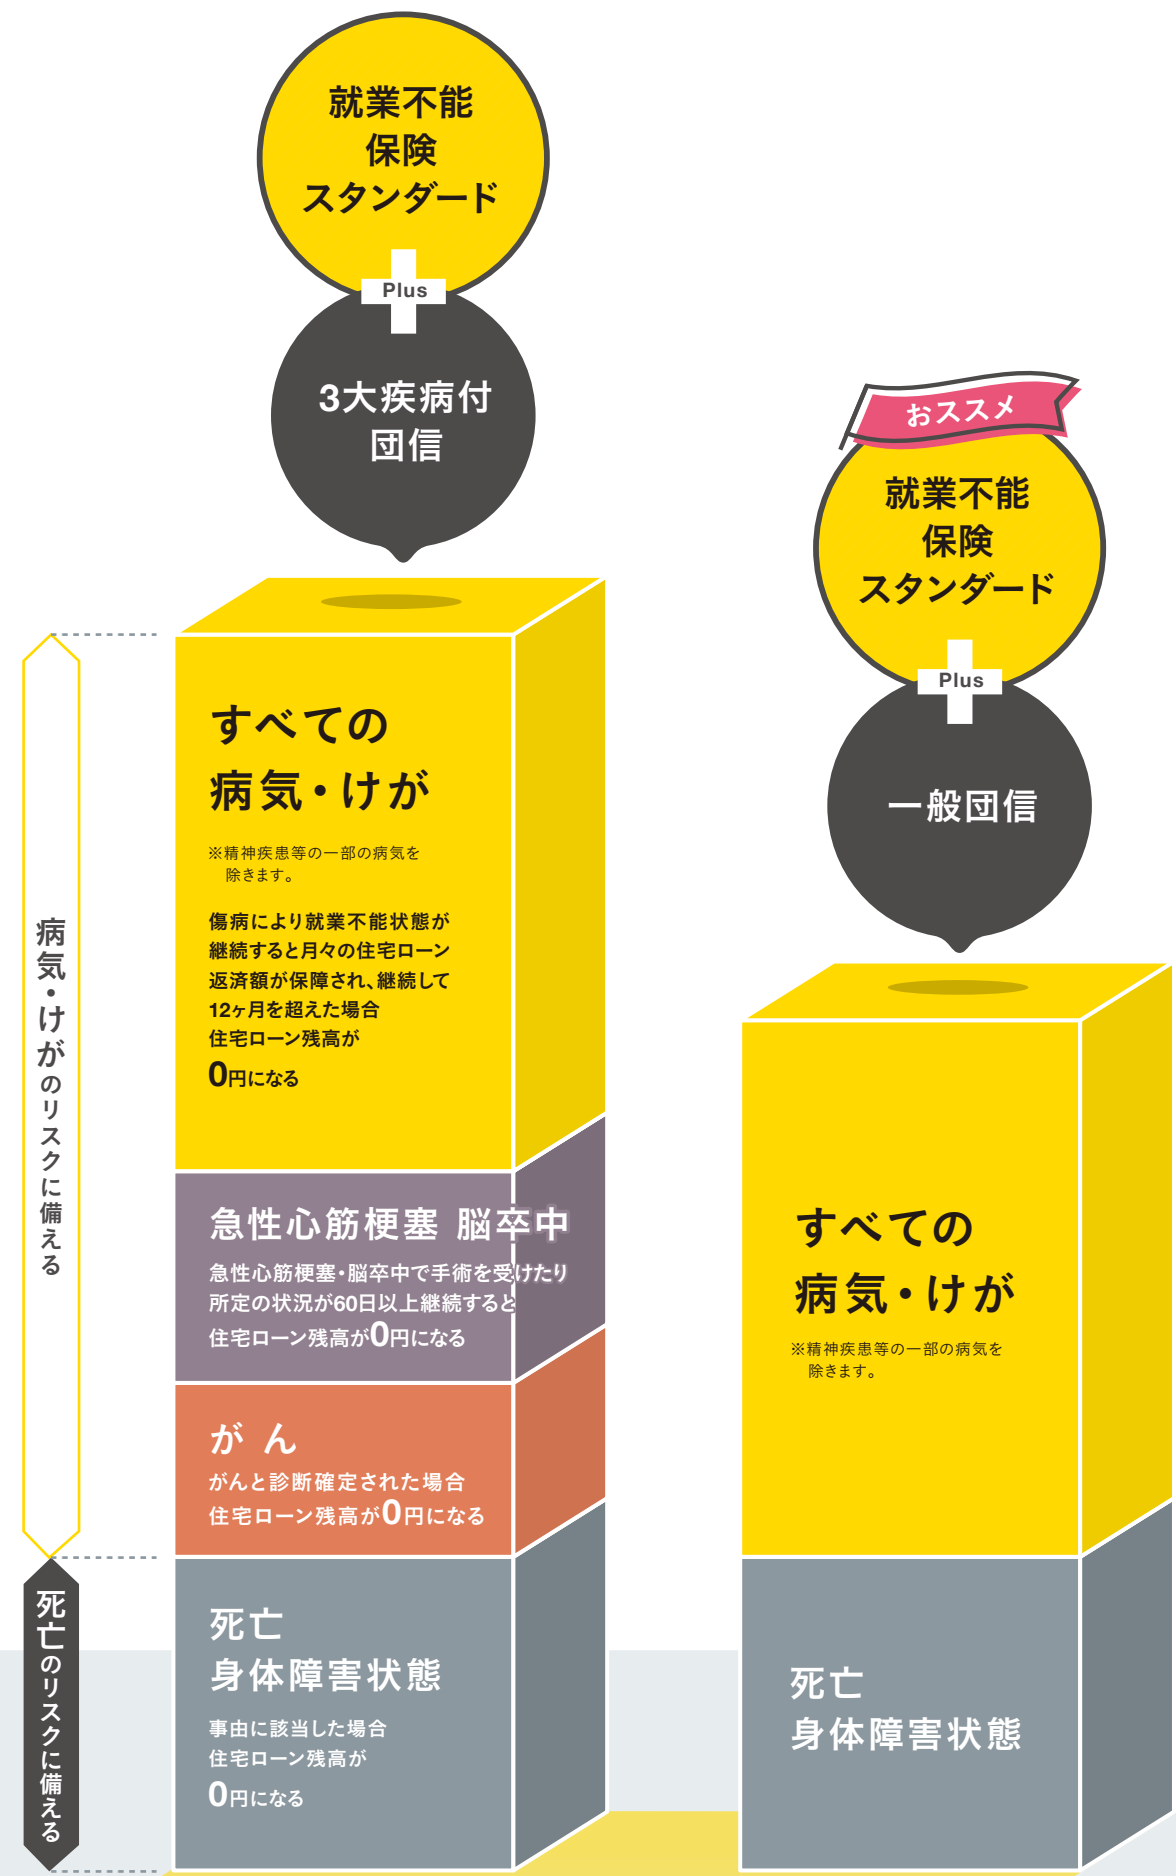 就業不能
保険
スタンダード
Plus
3大疾病付
団信
すべての
病気・けが
※精神疾患等の一部の病気を
除きます。
傷病により就業不能状態が
継続すると月々の住宅ローン
返済額が保障され、継続して
12ヶ月を超えた場合
住宅ローン残高が
0円になる
急性心筋梗塞 脳卒中
急性心筋梗塞・脳卒中で手術を受けたり
所定の状況が60日以上継続すると
住宅ローン残高が0円になる
がん
がんと診断確定された場合
住宅ローン残高が0円になる
死亡
身体障害状態
事由に該当した場合
住宅ローン残高が
0円になる
病気・けがのリスクに備える
死亡のリスクに備える
おススメ
就業不能
保険
スタンダード
Plus
一般団信
すべての
病気・けが
※精神疾患等の一部の病気を
除きます。
死亡
身体障害状態